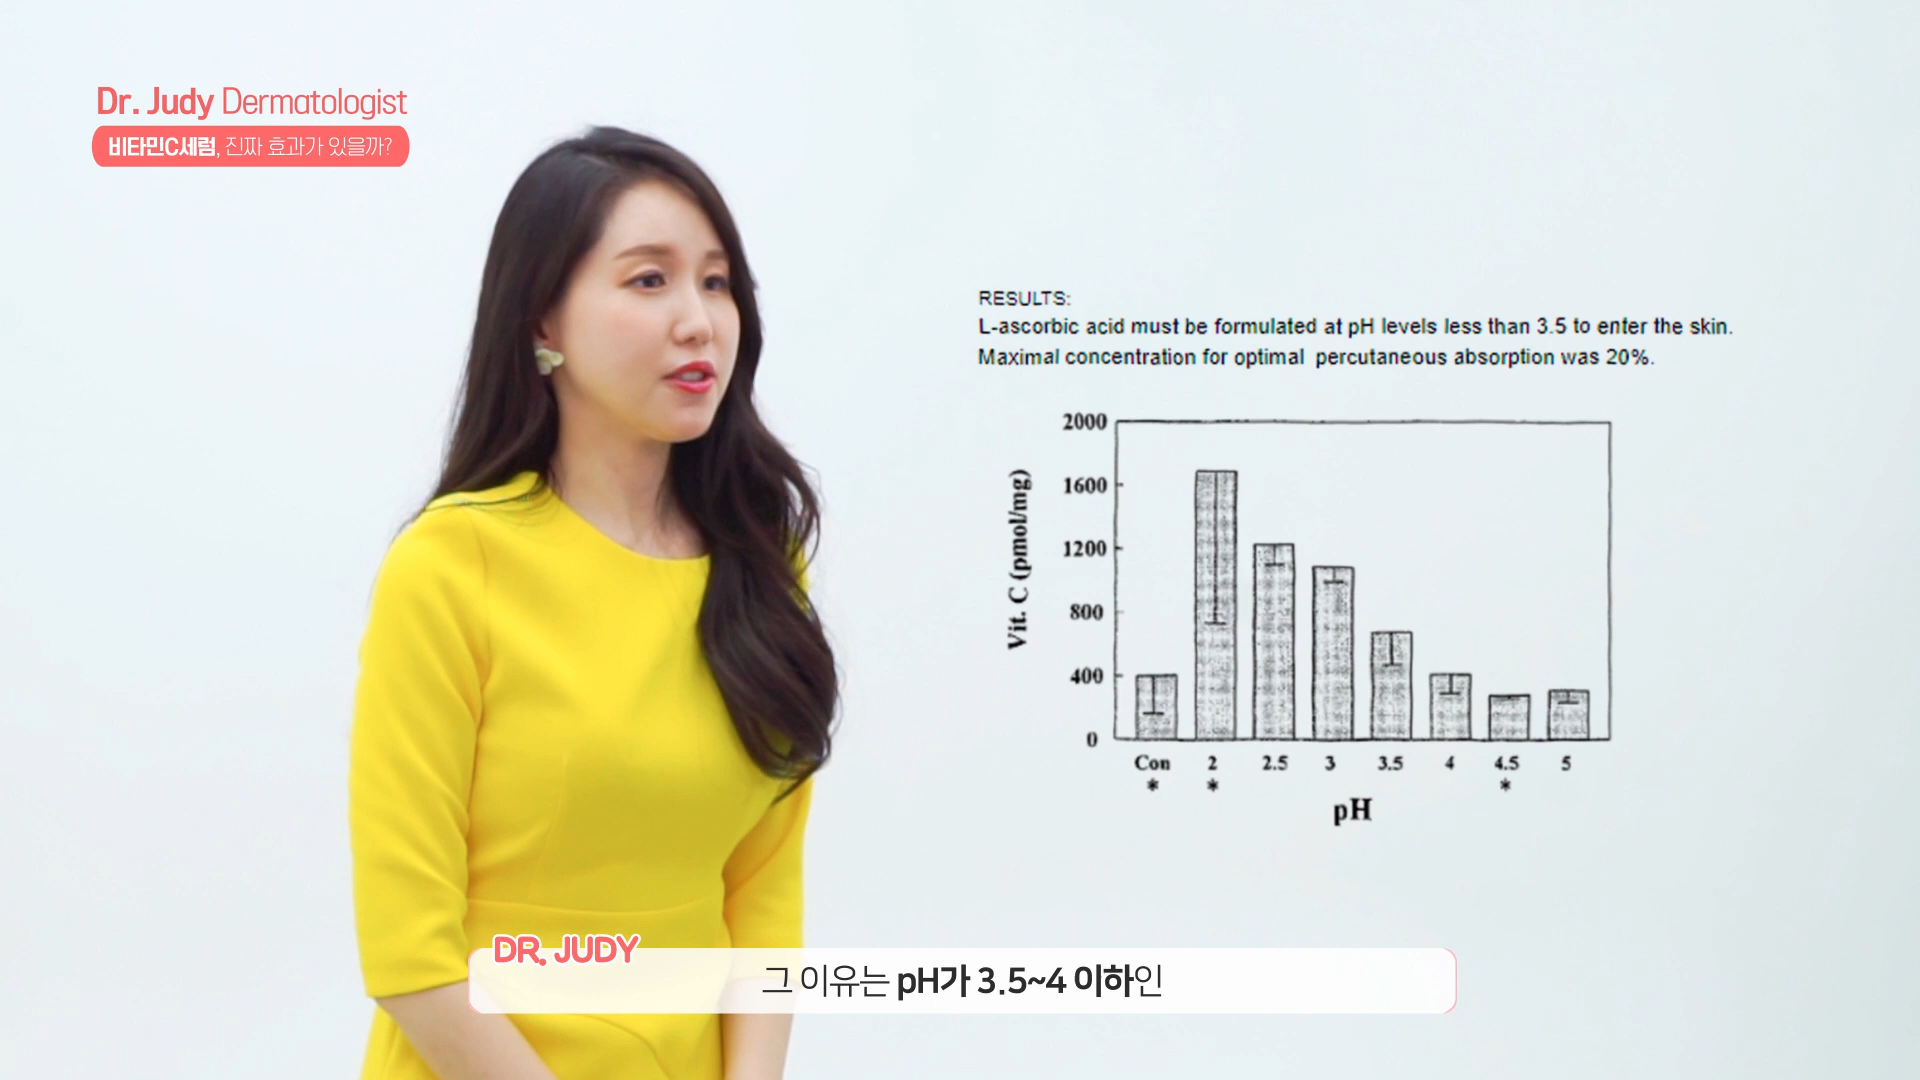 Dr. Judy Dermatologist
비타민C세럼, 진짜 효과가 있을까?
RESULTS:
L-ascorbic acid must be formulated at pH levels less than 3.5 to enter the skin.
Maximal concentration for optimal percutaneous absorption was 20%.
2000
1600
1200
800
400
0
Vit. C (pmol/mg)
Con 2 2.5 3 3.5 4 4.5 5
* * *
pH
DR. JUDY
그 이유는 pH가 3.5~4 이하인